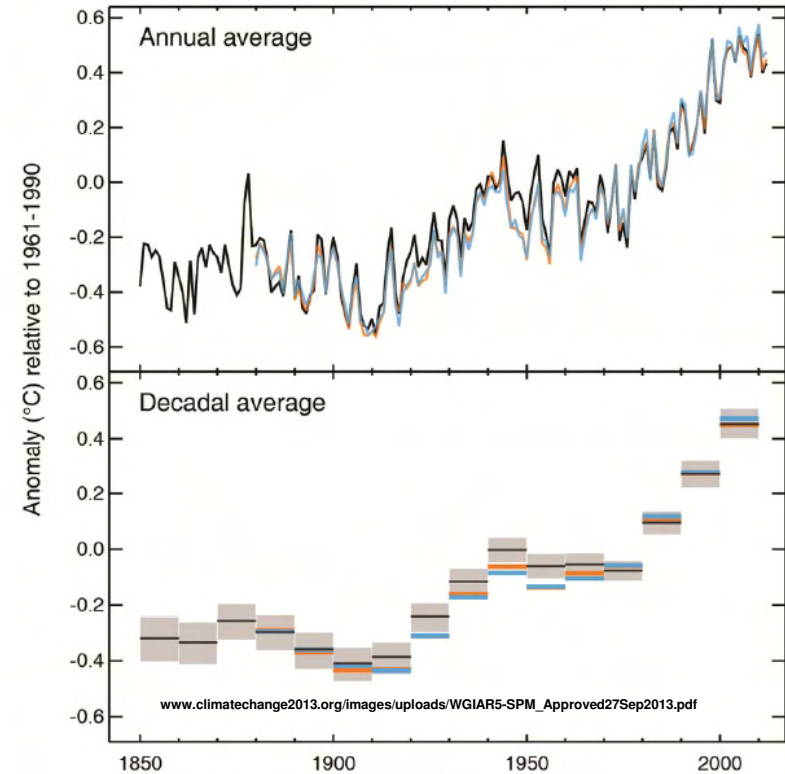 Anomaly (°C) relative to 1961-1990
Annual average
0.6
0.4
0.2
0.0
-0.2
-0.4
-0.6
Decadal average
0.6
0.4
0.2
0.0
-0.2
-0.4
-0.6
www.climatechange2013.org/images/uploads/WGIAR5-SPM_Approved27Sep2013.pdf
1850 1900 1950 2000